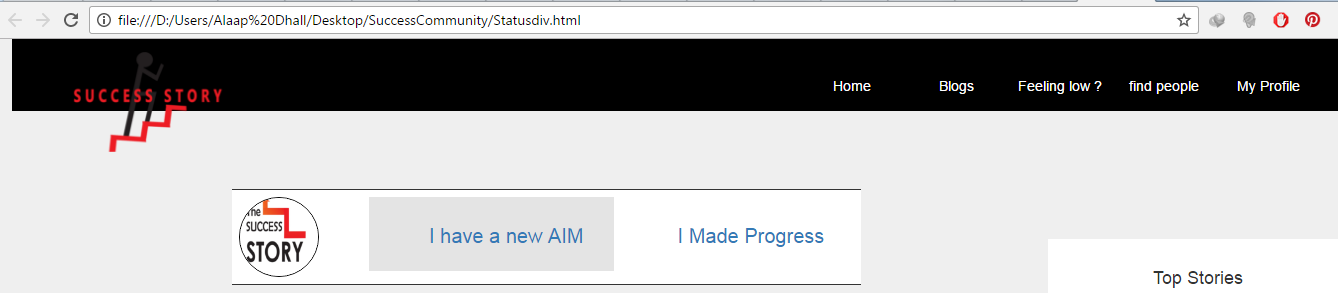 file:///D:/Users/Alaap%20Dhall/Desktop/SuccessCommunity/Statusdiv.html
SUCCESS STORY
Home Blogs Feeling low ? find people My Profile
The
SUCCESS
STORY
I have a new AIM I Made Progress
Top Stories